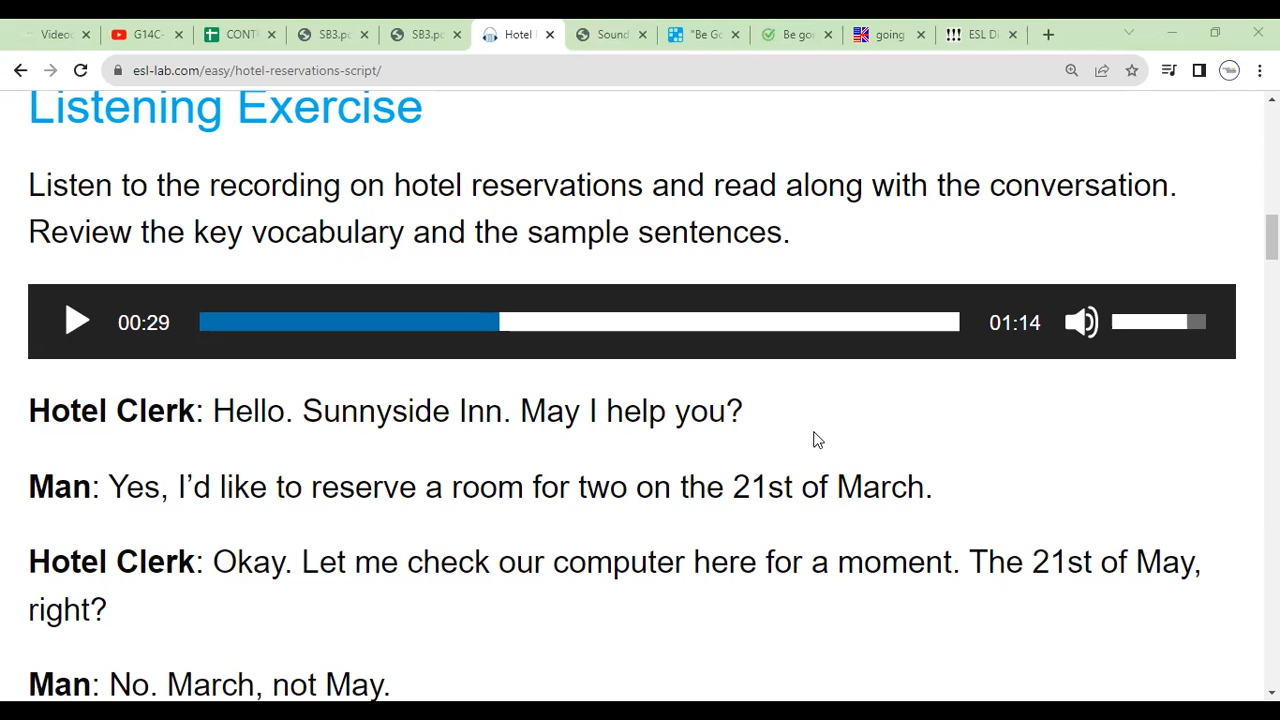 Videoc
G14C-
CONT
SB3.pc
SB3.pc
Hotel
Sound
"Be Go
Be goi
going
ESL Di
esl-lab.com/easy/hotel-reservations-script/
Listening Exercise
Listen to the recording on hotel reservations and read along with the conversation.
Review the key vocabulary and the sample sentences.
00:29
01:14
Hotel Clerk: Hello. Sunnyside Inn. May I help you?
Man: Yes, I’d like to reserve a room for two on the 21st of March.
Hotel Clerk: Okay. Let me check our computer here for a moment. The 21st of May,
right?
Man: No. March, not May.